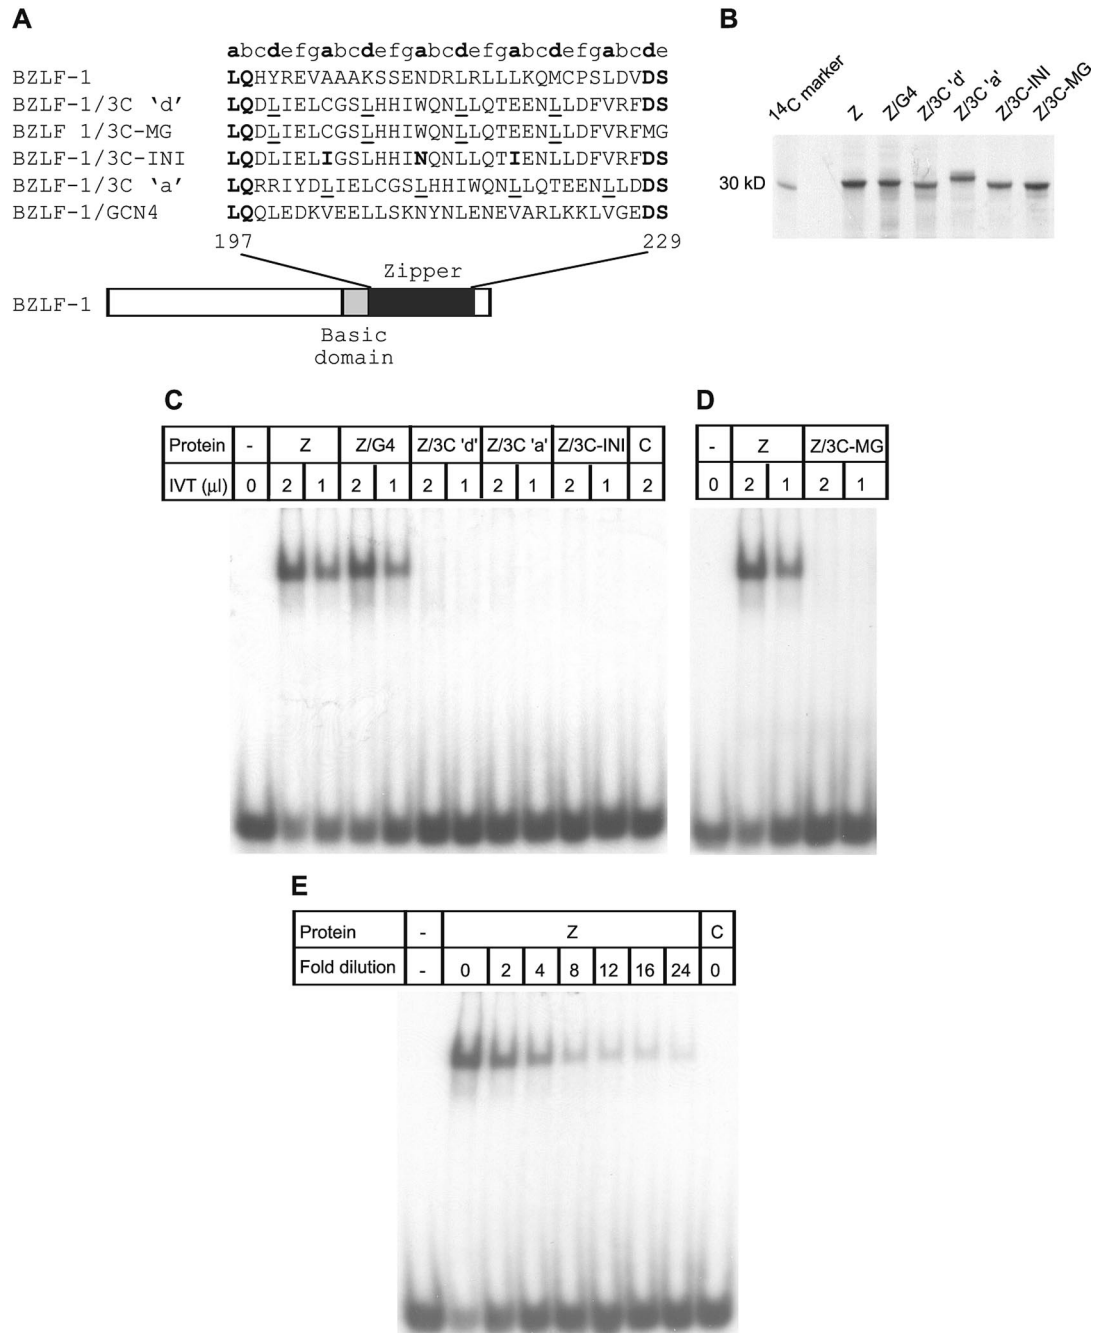 A
abcdefgabcdefgabcdefgabcdefgabcde
BZLF-1 LQHYREVAAAKSSENDRLRLLLKQMCPSLDVDS
BZLF-1/3C ‘d’ LQDLIELCGSLHHIWQNLLQTEENLLDFVRFDS
BZLF 1/3C-MG LQDLIELCGSLHHIWQNLLQTEENLLDFVRFMG
BZLF-1/3C-INI LQDLIELIGSLHHINQNLLQTIENLLDFVRFDS
BZLF-1/3C ‘a’ LQRRIYDLIELCGSLHHIWQNLLQTEENLLDDS
BZLF-1/GCN4 LQQLEDKVEELLSKNYNLENEVARLKKLVGEDS
197 229
Zipper
BZLF-1
Basic
domain
B
14C marker Z Z/G4 Z/3C 'd' Z/3C 'a' Z/3C-INI Z/3C-MG
30 kD
C
Protein - Z Z/G4 Z/3C 'd' Z/3C 'a' Z/3C-INI C
IVT (µl) 0 2 1 2 1 2 1 2 1 2 1 2
D
- Z Z/3C-MG
0 2 1 2 1
E
Protein - Z C
Fold dilution - 0 2 4 8 12 16 24 0